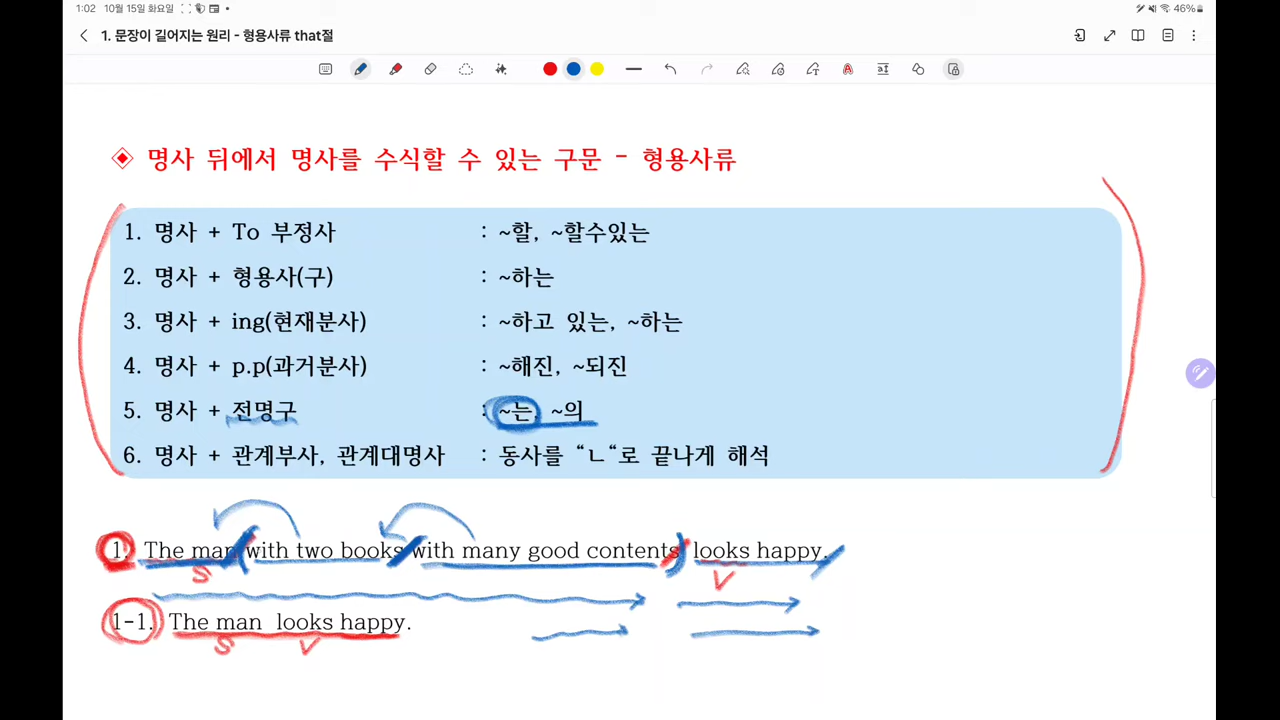 1:02 10월 15일 화요일 46%
1. 문장이 길어지는 원리 - 형용사류 that절
◈ 명사 뒤에서 명사를 수식할 수 있는 구문 - 형용사류
1. 명사 + To 부정사 : ~할, ~할수있는
2. 명사 + 형용사(구) : ~하는
3. 명사 + ing(현재분사) : ~하고 있는, ~하는
4. 명사 + p.p(과거분사) : ~해진, ~되진
5. 명사 + 전명구 : ~는, ~의
6. 명사 + 관계부사, 관계대명사 : 동사를 “ㄴ“로 끝나게 해석
1. The man with two books with many good contents looks happy.
S V
1-1. The man looks happy.
S V